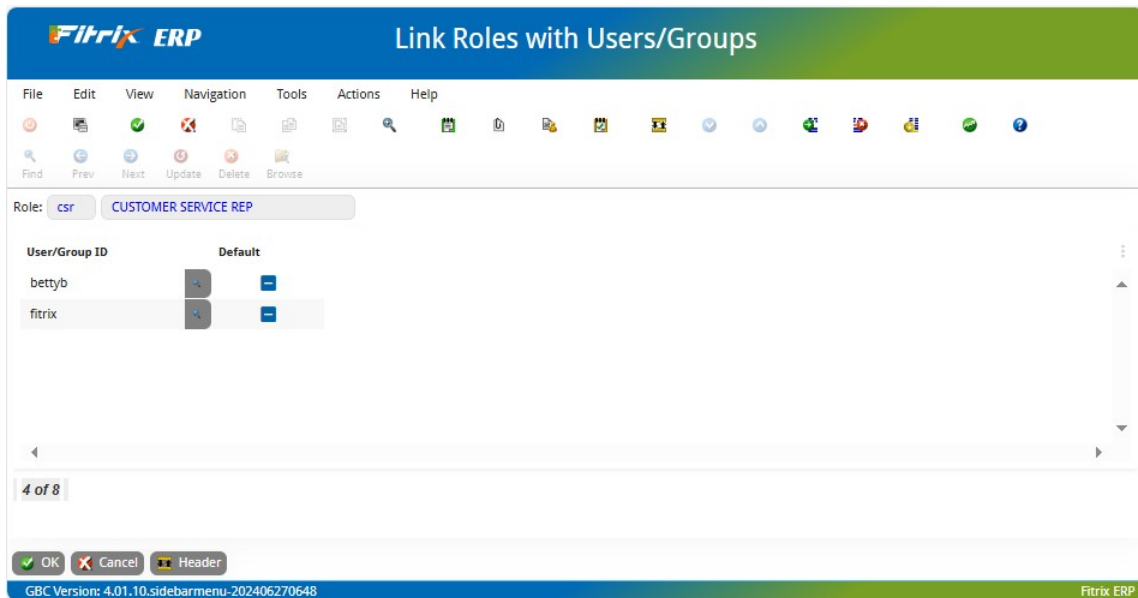 Fitrix ERP
Link Roles with Users/Groups
File Edit View Navigation Tools Actions Help
Find Prev Next Update Delete Browse
Role: csr CUSTOMER SERVICE REP
User/Group ID Default
bettyb
fitrix
4 of 8
OK Cancel Header
GBC Version: 4.01.10.sidebarmenu-202406270648 Fitrix ERP